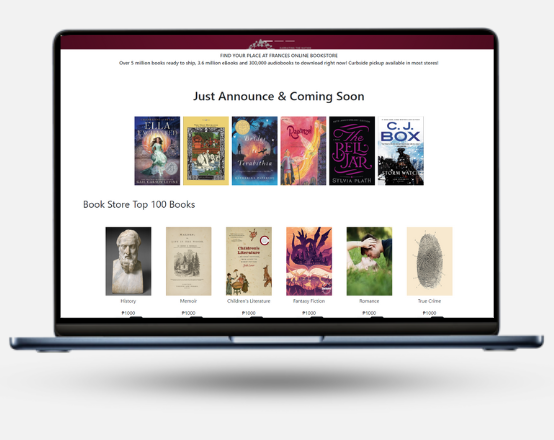 FIND YOUR PLACE AT FRANCES ONLINE BOOKSTORE
Over 5 million books ready to ship, 3.6 million eBooks and 300,000 audiobooks to download right now! Curbside pickup available in most stores!
Just Announce & Coming Soon
ELLA
ENCHANTED
Bridge to
Terabithia
Rapunzel
THE
BELL
JAR
SYLVIA PLATH
C. J.
BOX
STORM WATCH
Book Store Top 100 Books
Children's
Literature
History
Memoir
Children's Literature
Fantasy Fiction
Romance
True Crime
₱1000
₱1000
₱1000
₱1000
₱1000
₱1000